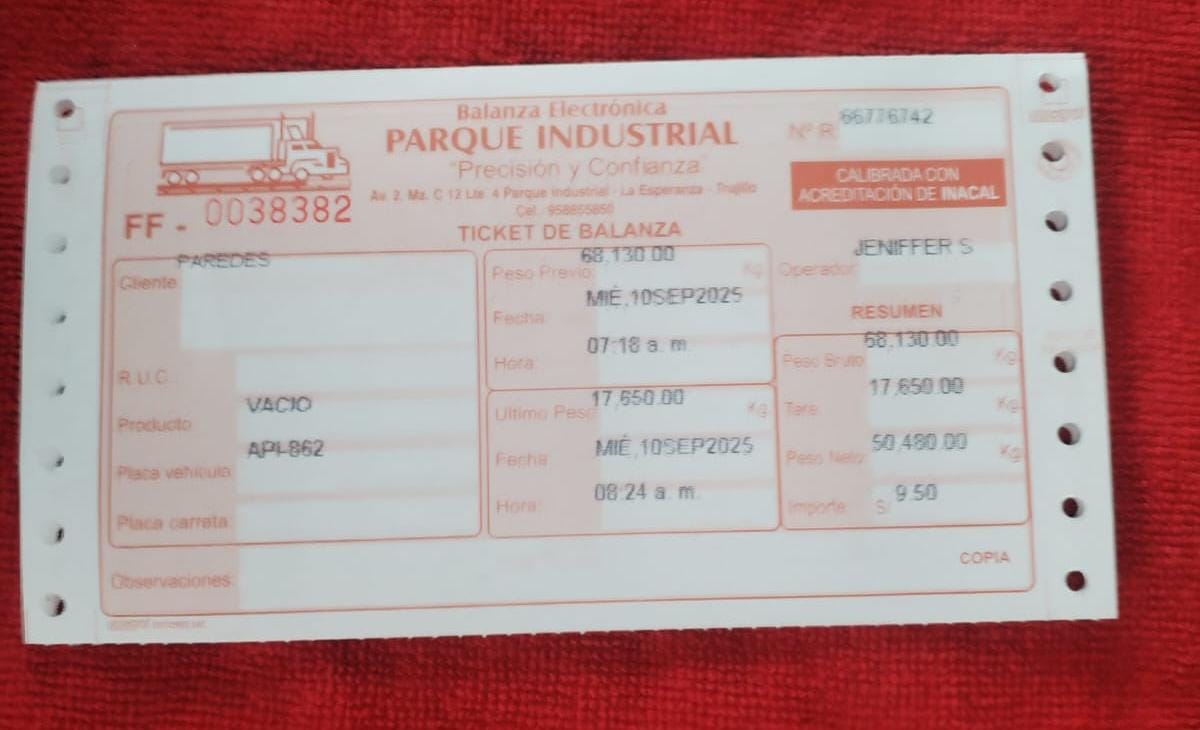 Balanza Electrónica
PARQUE INDUSTRIAL
"Precisión y Confianza"
Av. 2. Mz. C 12 Lte. 4 Parque Industrial - La Esperanza - Trujillo
Cel.: 958855850
Nº R 66776742
CALIBRADA CON
ACREDITACIÓN DE INACAL
FF - 0038382
TICKET DE BALANZA
Cliente: PAREDES
R.U.C.
Producto VACIO
Placa vehículo: API-862
Placa carreta:
Peso Previo: 68,130.00 Kg
Fecha: MIÉ,10SEP2025
Hora: 07:18 a. m.
Ultimo Peso 17,650.00 Kg
Fecha: MIÉ,10SEP2025
Hora: 08:24 a. m.
Operador: JENIFFER S
RESUMEN
Peso Bruto: 68,130.00 Kg
Tara: 17,650.00 Kg
Peso Neto: 50,480.00 Kg
Importe: S/ 9.50
Observaciones:
COPIA